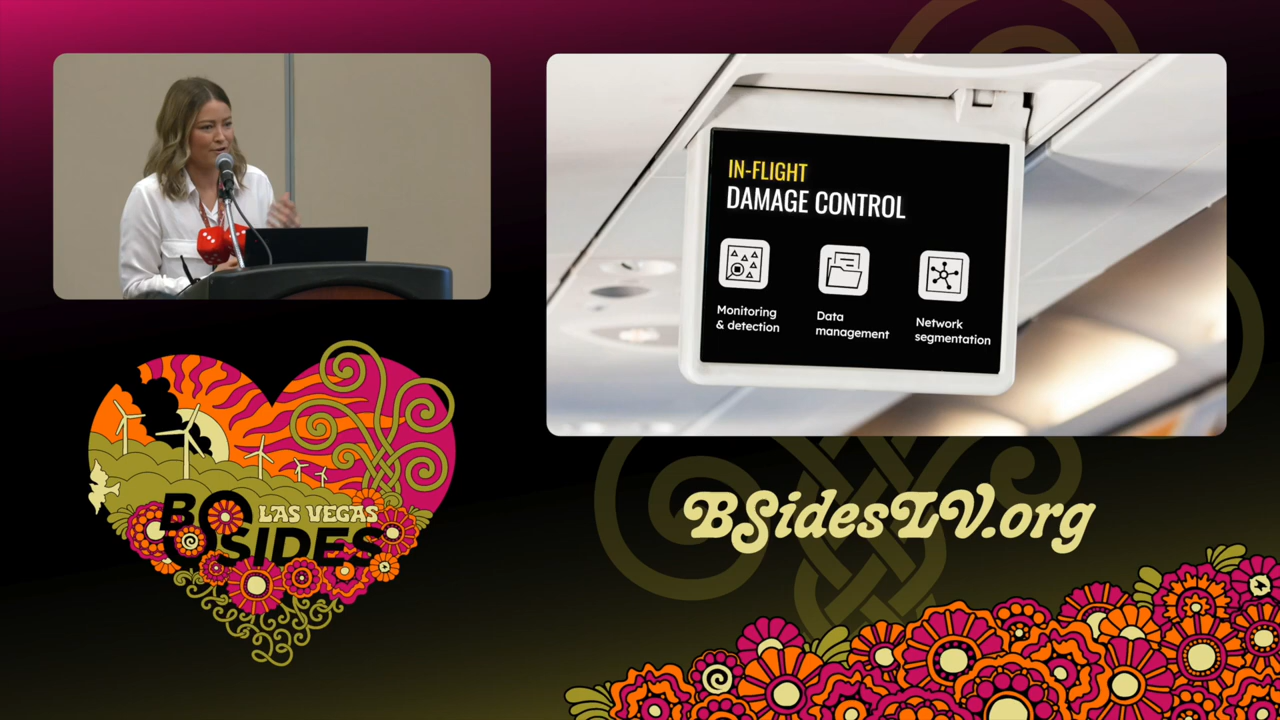 IN-FLIGHT
DAMAGE CONTROL
Monitoring
& detection
Data
management
Network
segmentation
LAS VEGAS
BSIDES
BSidesLV.org